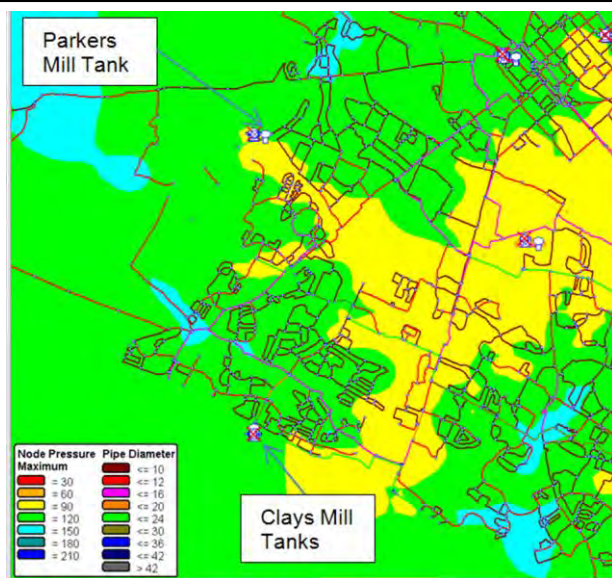 Parkers
Mill Tank
Node Pressure
Maximum
= 30
= 60
= 90
= 120
= 150
= 180
= 210
Pipe Diameter
<= 10
<= 12
<= 16
<= 20
<= 24
<= 30
<= 36
<= 42
> 42
Clays Mill
Tanks